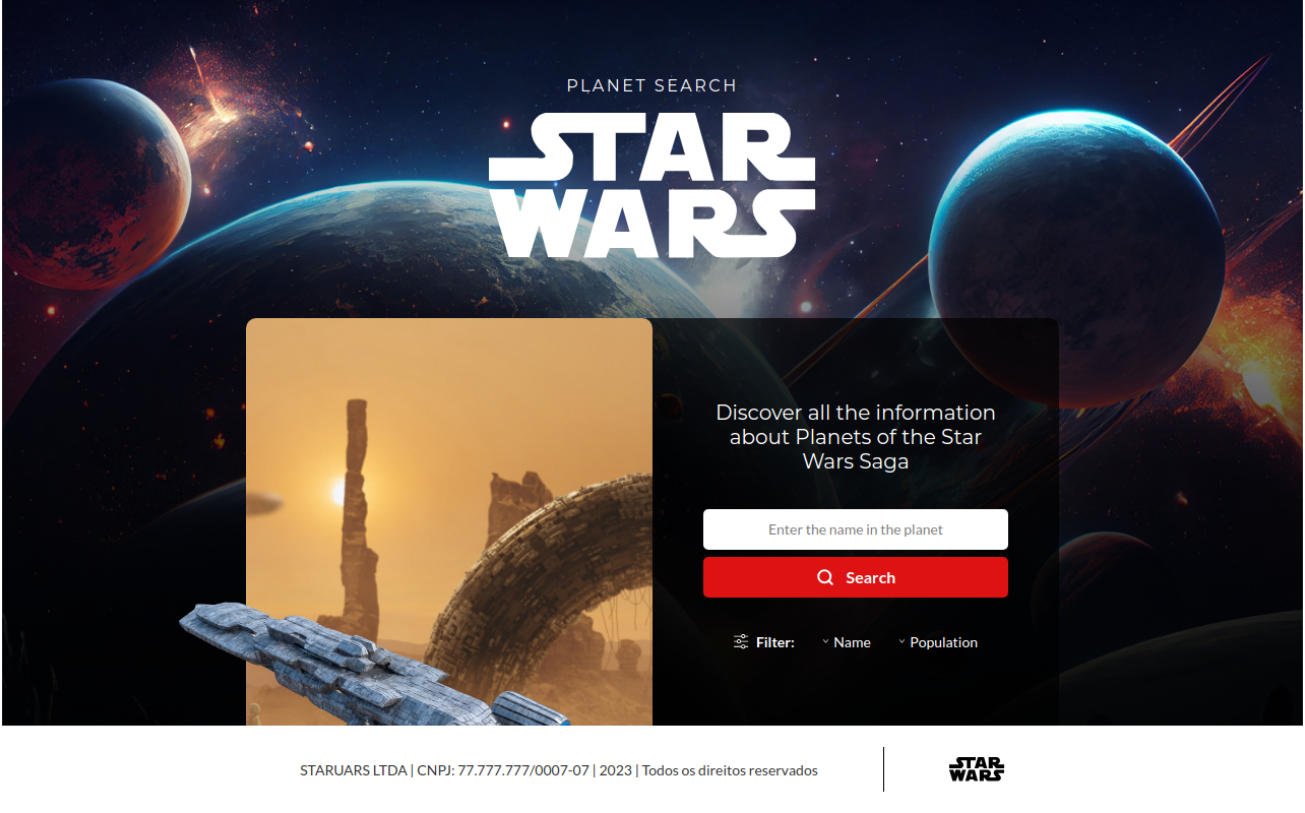 PLANET SEARCH
STAR
WARS
Discover all the information
about Planets of the Star
Wars Saga
Enter the name in the planet
Search
Filter: Name Population
STARUARS LTDA | CNPJ: 77.777.777/0007-07 | 2023 | Todos os direitos reservados
STAR
WARS